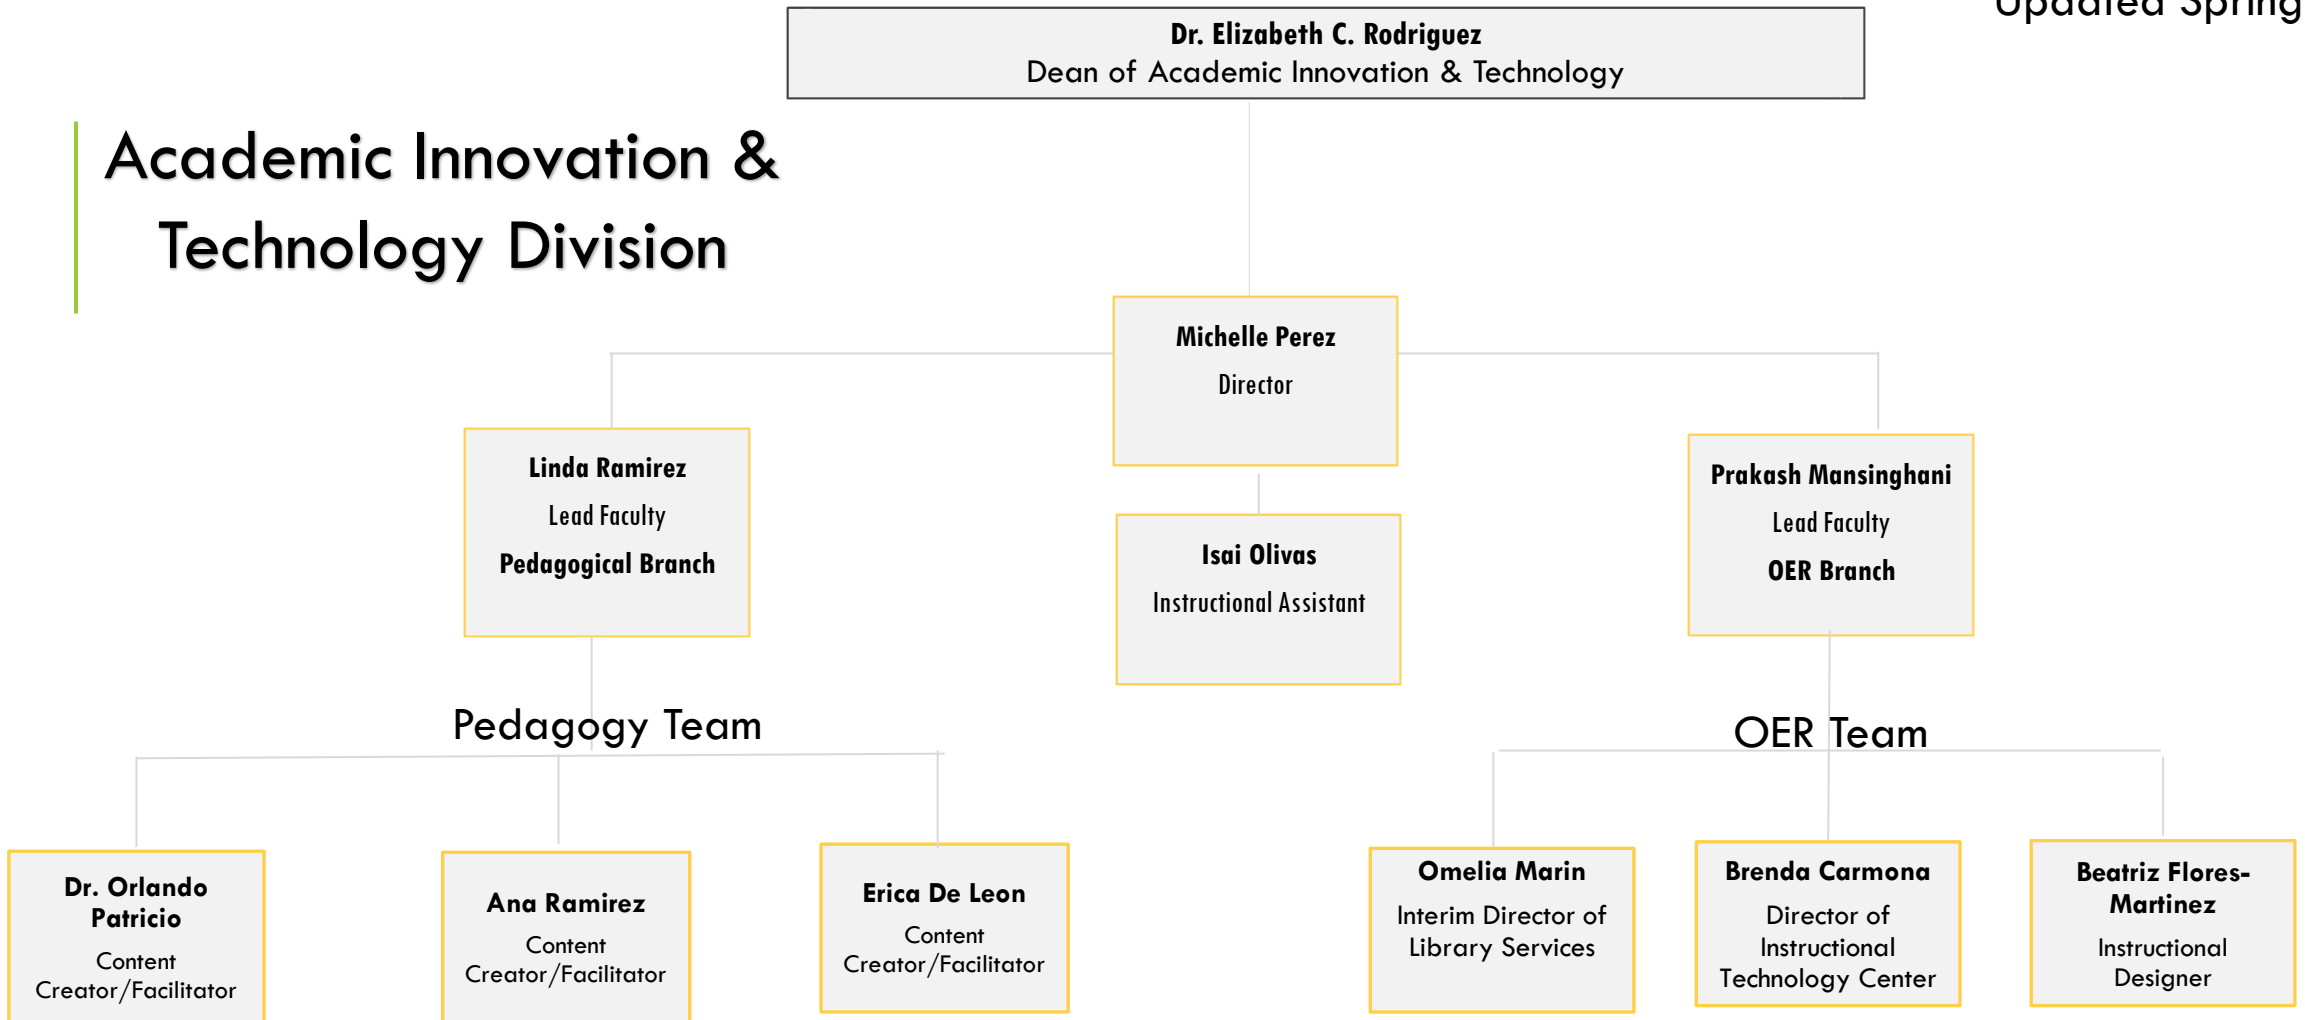 Updated Spring
Dr. Elizabeth C. Rodriguez
Dean of Academic Innovation & Technology
Academic Innovation &
Technology Division
Michelle Perez
Director
Linda Ramirez
Lead Faculty
Pedagogical Branch
Isai Olivas
Instructional Assistant
Prakash Mansinghani
Lead Faculty
OER Branch
Pedagogy Team
OER Team
Dr. Orlando
Patricio
Content
Creator/Facilitator
Ana Ramirez
Content
Creator/Facilitator
Erica De Leon
Content
Creator/Facilitator
Omelia Marin
Interim Director of
Library Services
Brenda Carmona
Director of
Instructional
Technology Center
Beatriz Flores-
Martinez
Instructional
Designer